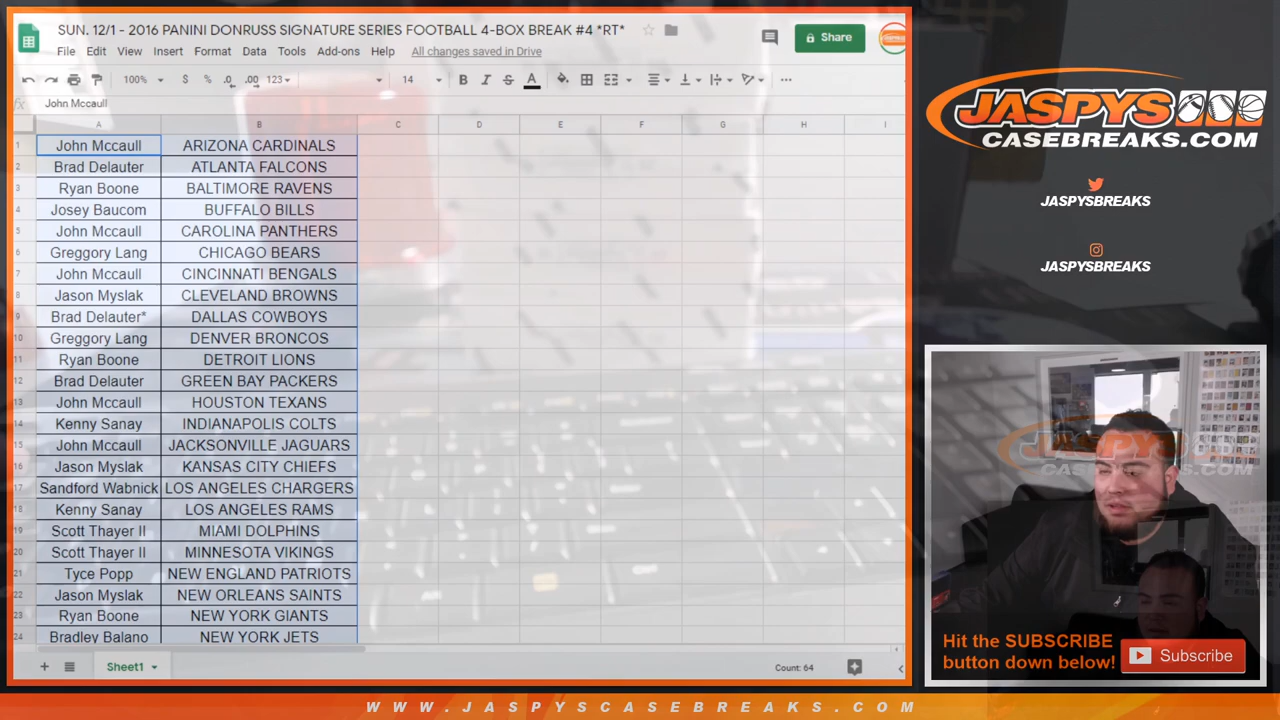 SUN. 12/1 - 2016 PANINI DONRUSS SIGNATURE SERIES FOOTBALL 4-BOX BREAK #4 *RT*
File Edit View Insert Format Data Tools Add-ons Help All changes saved in Drive
Share
100% $ % .0 .00 123 14 B I S A
fx John Mccaull
A B C D E F G H I
1 John Mccaull ARIZONA CARDINALS
2 Brad Delauter ATLANTA FALCONS
3 Ryan Boone BALTIMORE RAVENS
4 Josey Baucom BUFFALO BILLS
5 John Mccaull CAROLINA PANTHERS
6 Greggory Lang CHICAGO BEARS
7 John Mccaull CINCINNATI BENGALS
8 Jason Myslak CLEVELAND BROWNS
9 Brad Delauter* DALLAS COWBOYS
10 Greggory Lang DENVER BRONCOS
11 Ryan Boone DETROIT LIONS
12 Brad Delauter GREEN BAY PACKERS
13 John Mccaull HOUSTON TEXANS
14 Kenny Sanay INDIANAPOLIS COLTS
15 John Mccaull JACKSONVILLE JAGUARS
16 Jason Myslak KANSAS CITY CHIEFS
17 Sandford Wabnick LOS ANGELES CHARGERS
18 Kenny Sanay LOS ANGELES RAMS
19 Scott Thayer II MIAMI DOLPHINS
20 Scott Thayer II MINNESOTA VIKINGS
21 Tyce Popp NEW ENGLAND PATRIOTS
22 Jason Myslak NEW ORLEANS SAINTS
23 Ryan Boone NEW YORK GIANTS
24 Bradley Balano NEW YORK JETS
Sheet1
Count: 64
JASPYS
CASEBREAKS.COM
JASPYSBREAKS
JASPYSBREAKS
JASPYS
CASEBREAKS.COM
Hit the SUBSCRIBE
button down below!
Subscribe
WWW.JASPYSCASEBREAKS.COM